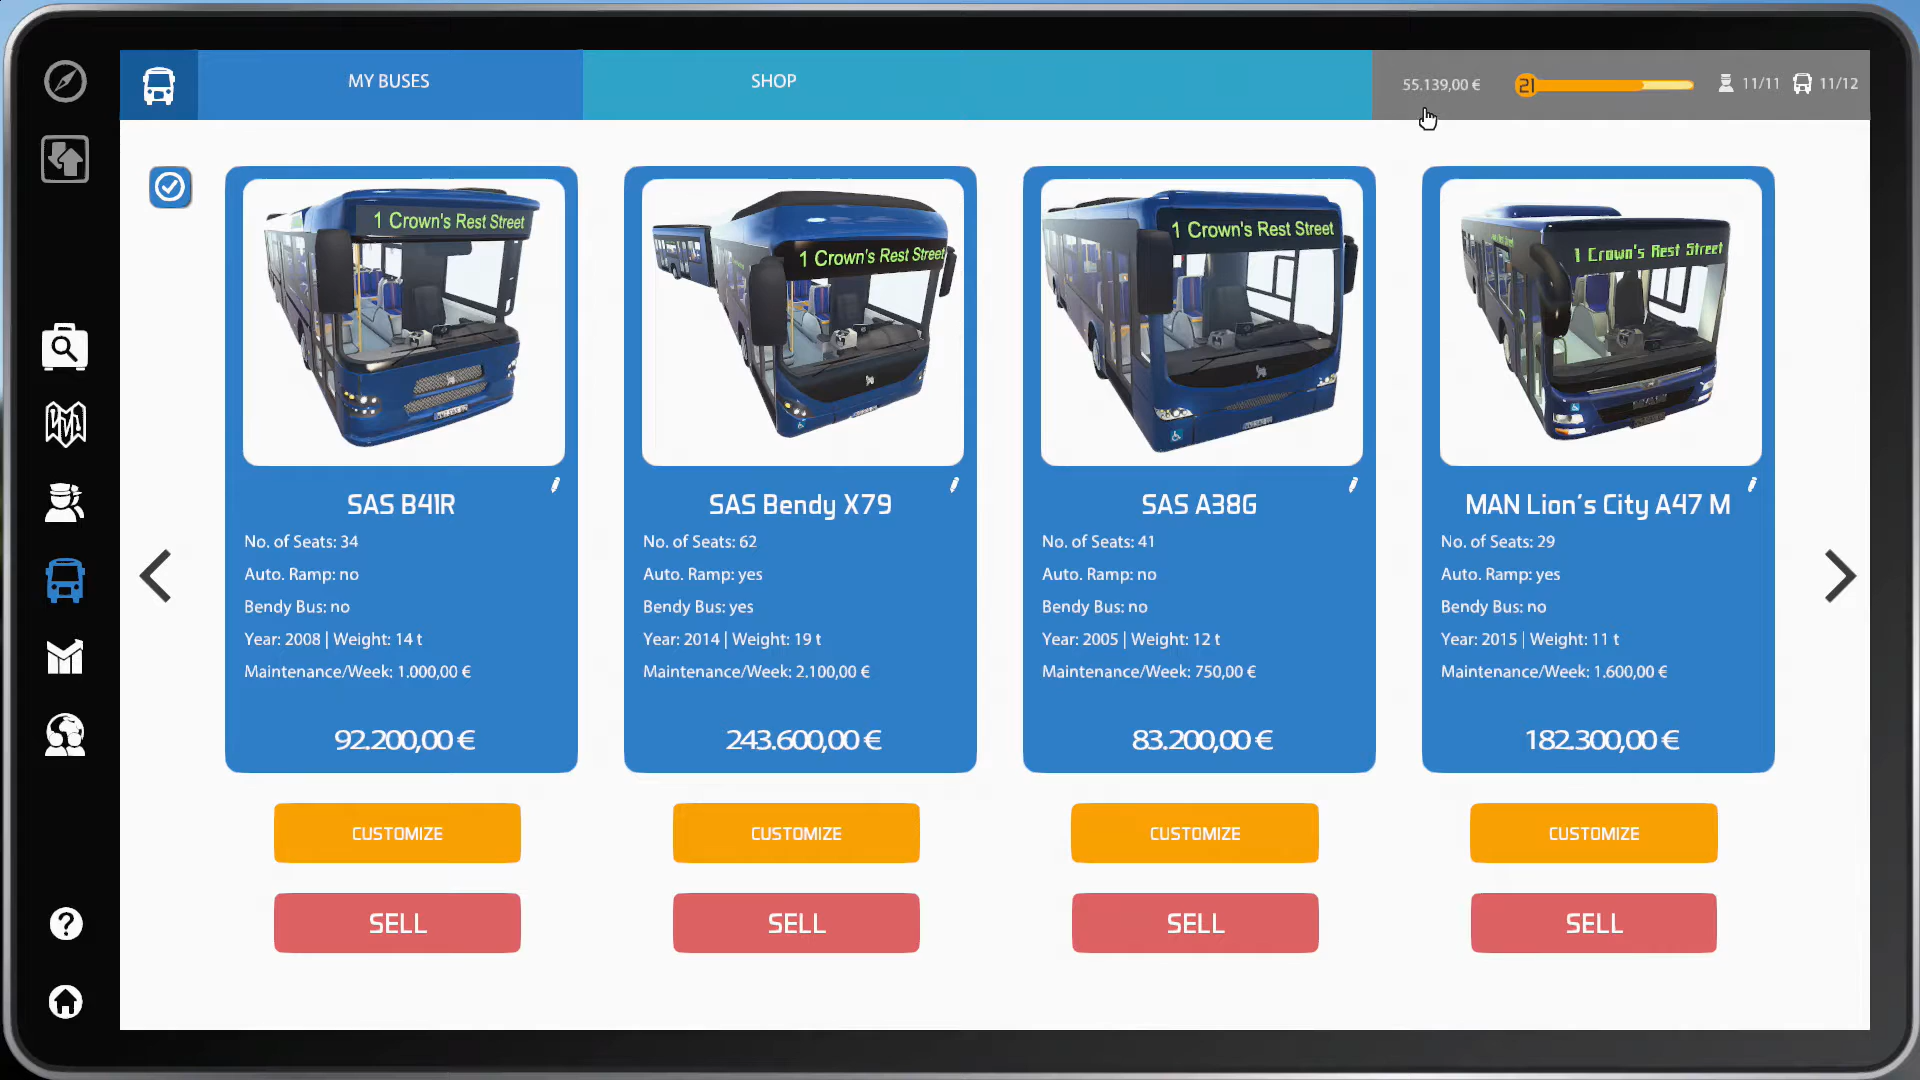 MY BUSES
SHOP
55.139,00 €
21
11/11
11/12
1 Crown's Rest Street
1 Crown's Rest Street
1 Crown's Rest Street
1 Crown's Rest Street
SAS B41R
No. of Seats: 34
Auto. Ramp: no
Bendy Bus: no
Year: 2008 | Weight: 14 t
Maintenance/Week: 1.000,00 €
92.200,00 €
CUSTOMIZE
SELL
SAS Bendy X79
No. of Seats: 62
Auto. Ramp: yes
Bendy Bus: yes
Year: 2014 | Weight: 19 t
Maintenance/Week: 2.100,00 €
243.600,00 €
CUSTOMIZE
SELL
SAS A38G
No. of Seats: 41
Auto. Ramp: no
Bendy Bus: no
Year: 2005 | Weight: 12 t
Maintenance/Week: 750,00 €
83.200,00 €
CUSTOMIZE
SELL
MAN Lion´s City A47 M
No. of Seats: 29
Auto. Ramp: yes
Bendy Bus: no
Year: 2015 | Weight: 11 t
Maintenance/Week: 1.600,00 €
182.300,00 €
CUSTOMIZE
SELL